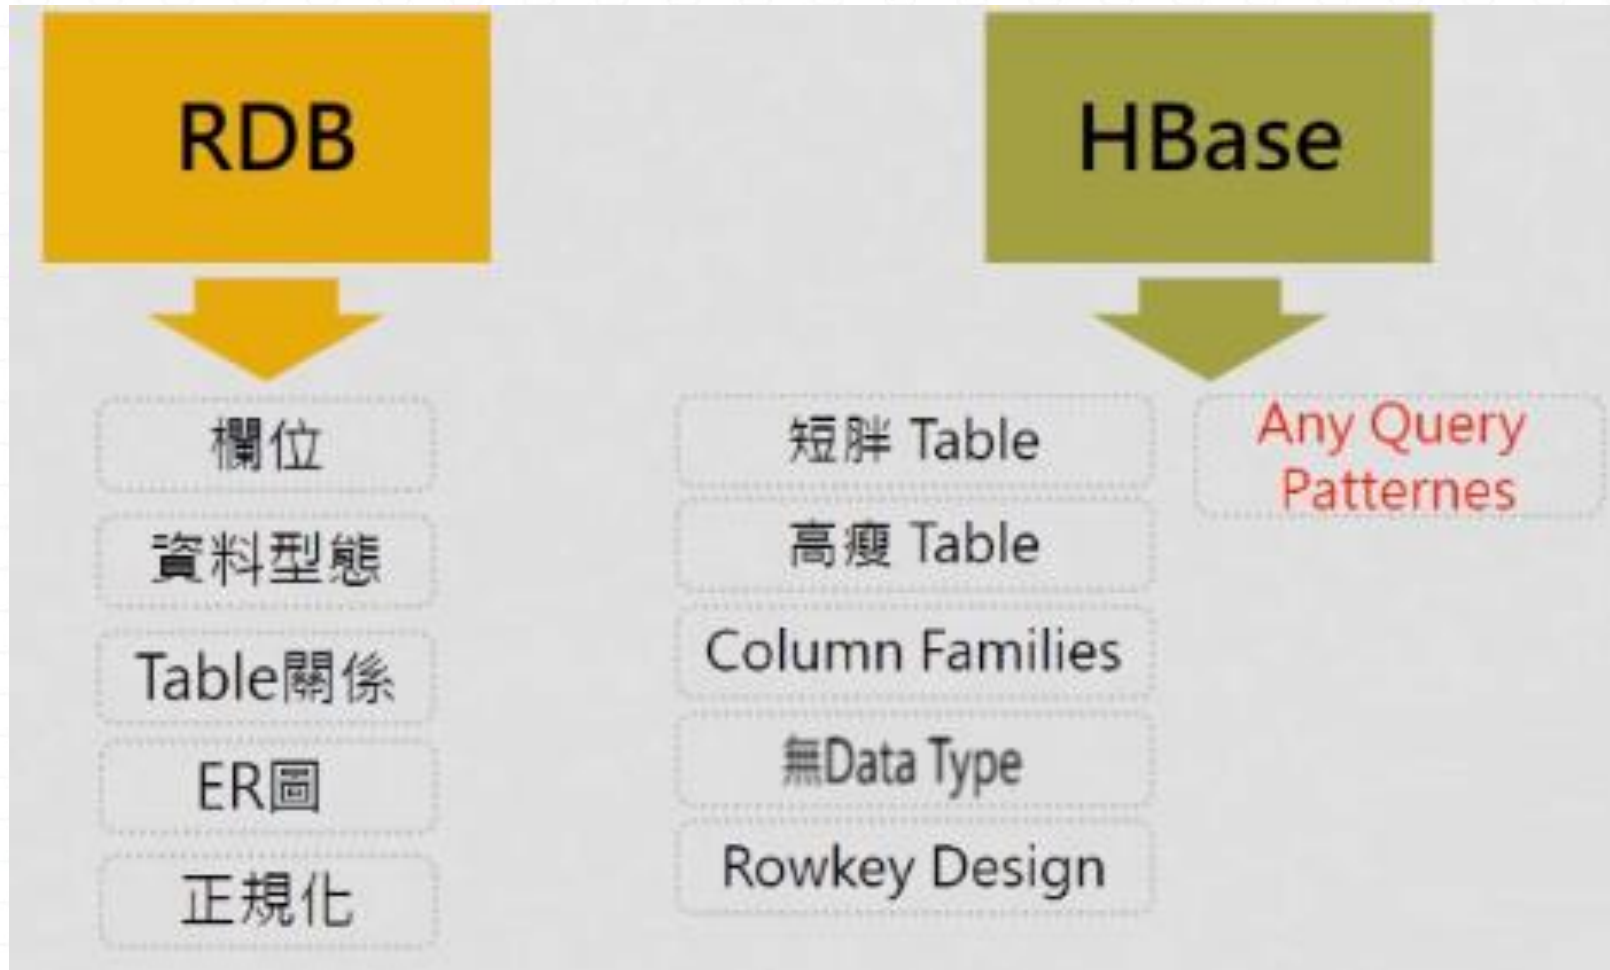 RDB
HBase
欄位
資料型態
Table關係
ER圖
正規化
短胖 Table
高瘦 Table
Column Families
無Data Type
Rowkey Design
Any Query
Patternes